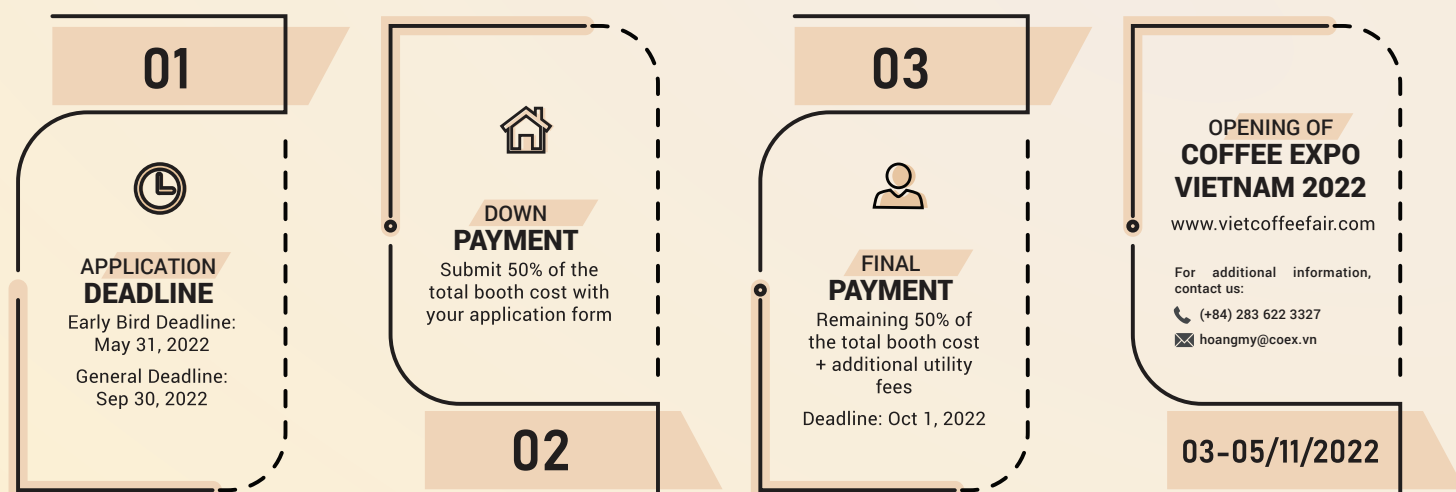 01
APPLICATION
DEADLINE
Early Bird Deadline:
May 31, 2022
General Deadline:
Sep 30, 2022
DOWN
PAYMENT
Submit 50% of the
total booth cost with
your application form
02
03
FINAL
PAYMENT
Remaining 50% of
the total booth cost
+ additional utility
fees
Deadline: Oct 1, 2022
OPENING OF
COFFEE EXPO
VIETNAM 2022
www.vietcoffeefair.com
For additional information,
contact us:
(+84) 283 622 3327
hoangmy@coex.vn
03-05/11/2022